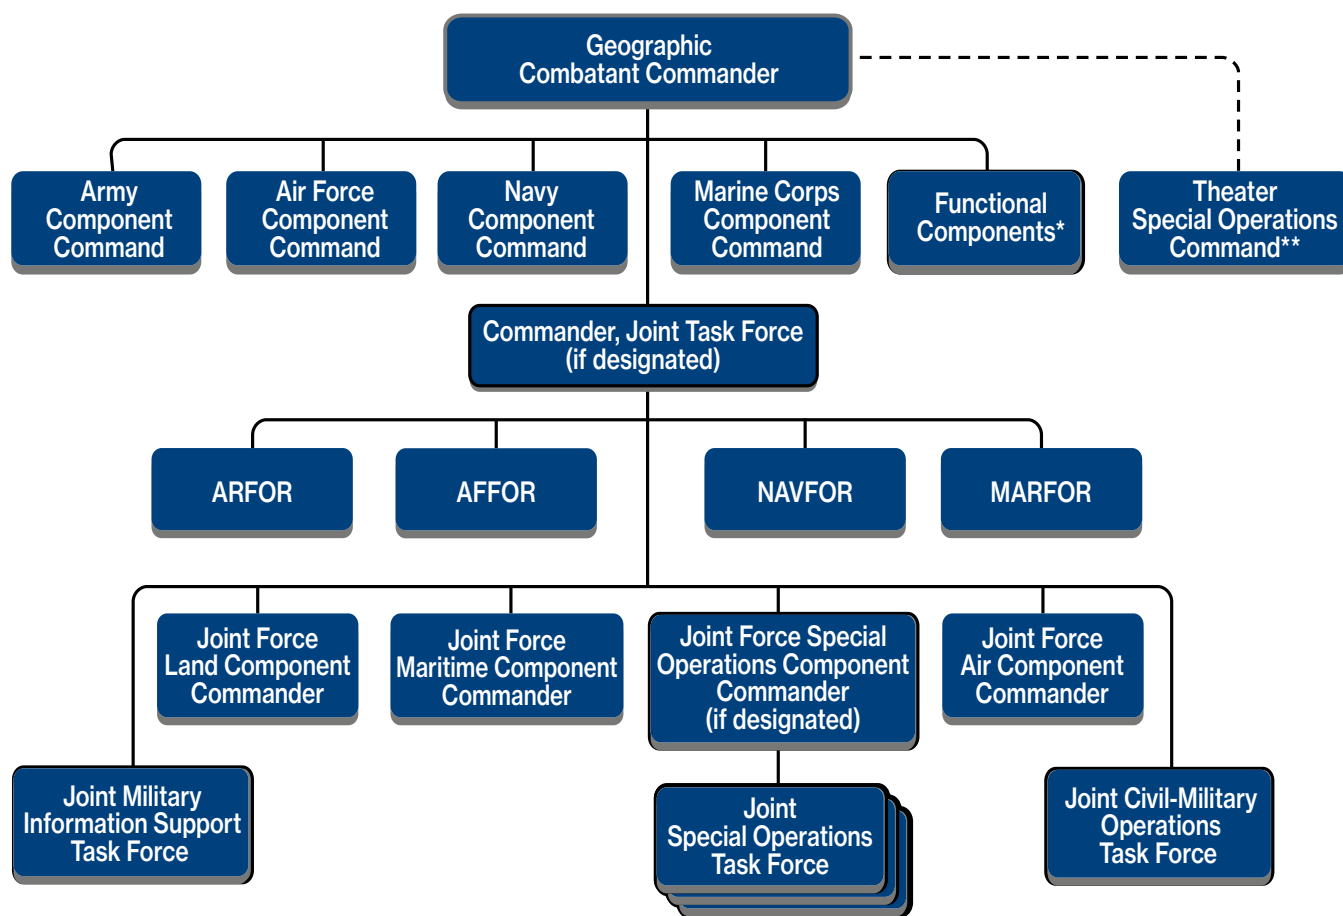 Geographic
Combatant Commander
Army
Component
Command
Air Force
Component
Command
Navy
Component
Command
Marine Corps
Component
Command
Functional
Components*
Theater
Special Operations
Command**
Commander, Joint Task Force
(if designated)
ARFOR
AFFOR
NAVFOR
MARFOR
Joint Force
Land Component
Commander
Joint Force
Maritime Component
Commander
Joint Force Special
Operations Component
Commander
(if designated)
Joint Force
Air Component
Commander
Joint Military
Information Support
Task Force
Joint
Special Operations
Task Force
Joint Civil-Military
Operations
Task Force